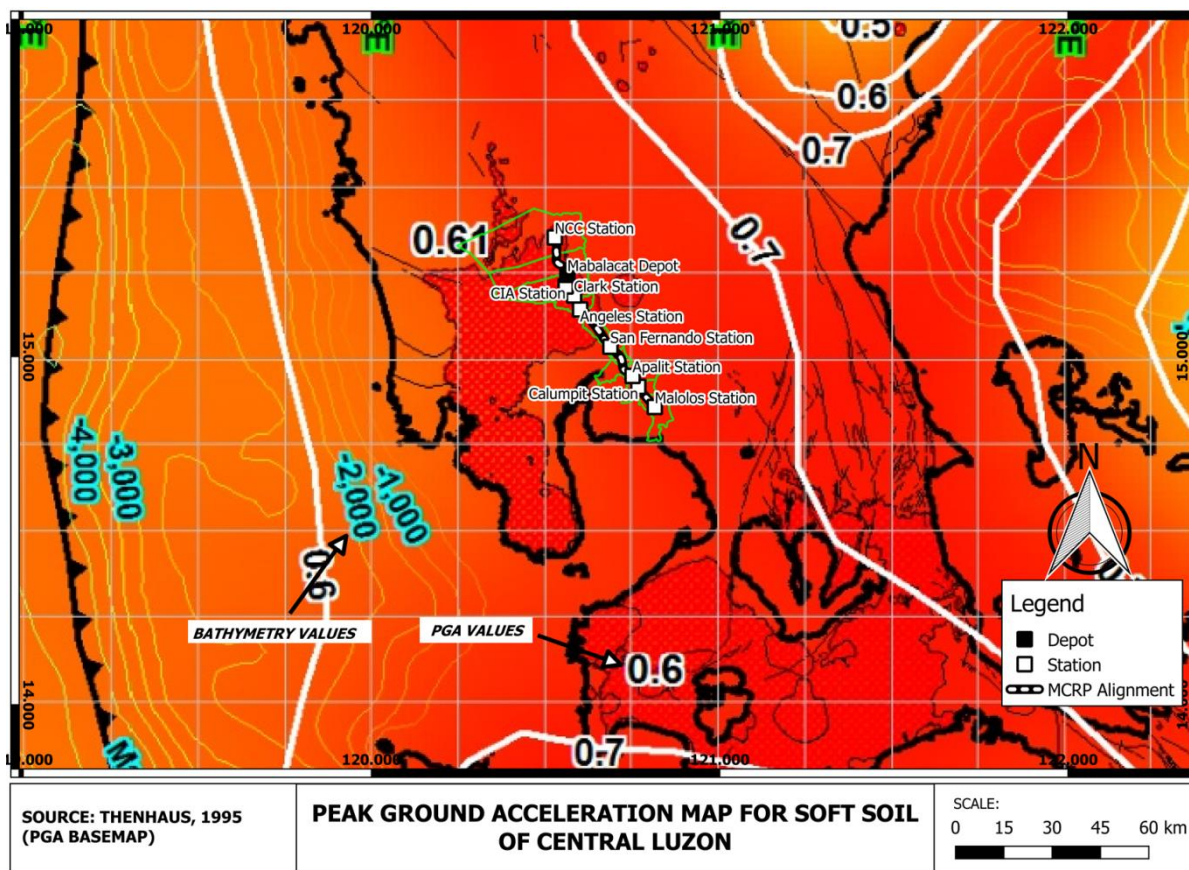 119.000
E
120.000
E
121.000
E
122.000
E
0.5
0.6
0.7
0.61
NCC Station
0.7
Mabalacat Depot
Clark Station
CIA Station
Angeles Station
San Fernando Station
15.000
15.000
Apalit Station
Calumpit Station
Malolos Station
-4,000
-3,000
-2,000
-1,000
N
0.6
BATHYMETRY VALUES
PGA VALUES
0.6
Legend
Depot
Station
MCRP Alignment
14.000
M
0.7
120.000
121.000
122.000
SOURCE: THENHAUS, 1995
(PGA BASEMAP)
PEAK GROUND ACCELERATION MAP FOR SOFT SOIL
OF CENTRAL LUZON
SCALE:
0 15 30 45 60 km